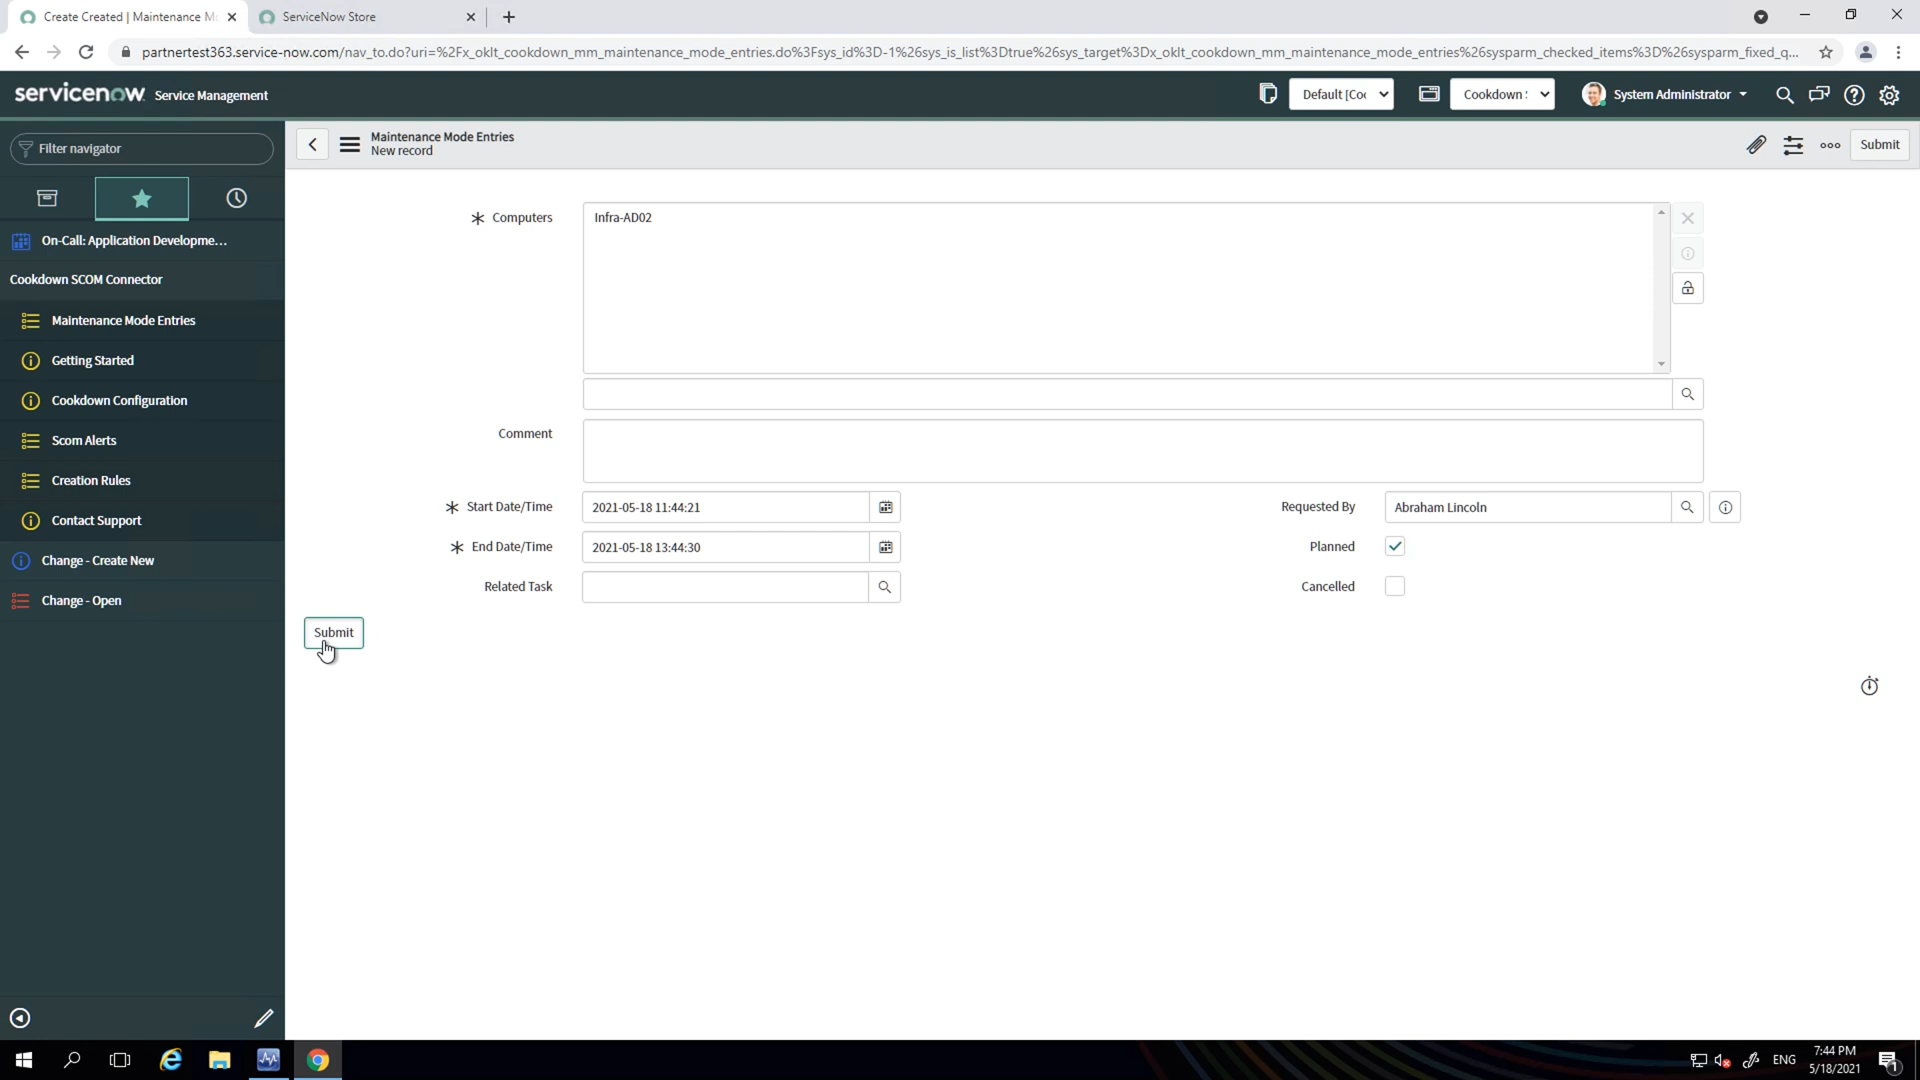 Create Created | Maintenance M
ServiceNow Store
partnertest363.service-now.com/nav_to.do?uri=%2Fx_oklt_cookdown_mm_maintenance_mode_entries.do%3Fsys_id%3D-1%26sys_is_list%3Dtrue%26sys_target%3Dx_oklt_cookdown_mm_maintenance_mode_entries%26sysparm_checked_items%3D%26sysparm_fixed_q...
servicenow Service Management
Default [Coc
Cookdown S
System Administrator
Filter navigator
Maintenance Mode Entries
New record
Submit
On-Call: Application Developme...
Cookdown SCOM Connector
Maintenance Mode Entries
Getting Started
Cookdown Configuration
Scom Alerts
Creation Rules
Contact Support
Change - Create New
Change - Open
Computers
Infra-AD02
Comment
Start Date/Time
2021-05-18 11:44:21
Requested By
Abraham Lincoln
End Date/Time
2021-05-18 13:44:30
Planned
Related Task
Cancelled
Submit
ENG
7:44 PM
5/18/2021
1